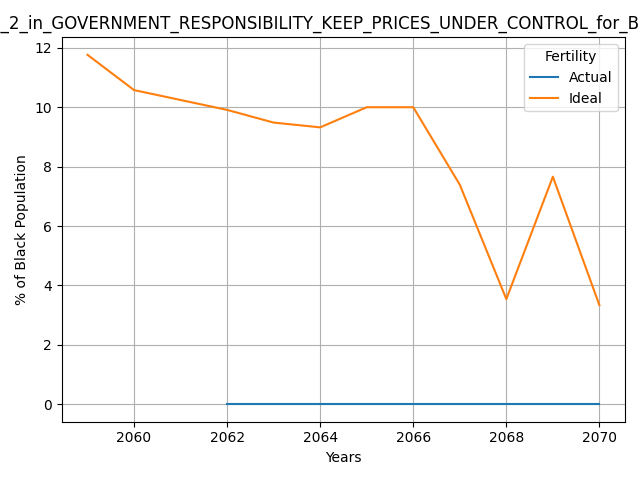 _2_in_GOVERNMENT_RESPONSIBILITY_KEEP_PRICES_UNDER_CONTROL_for_B
12
10
8
6
4
2
0
% of Black Population
Fertility
Actual
Ideal
2060
2062
2064
2066
2068
2070
Years